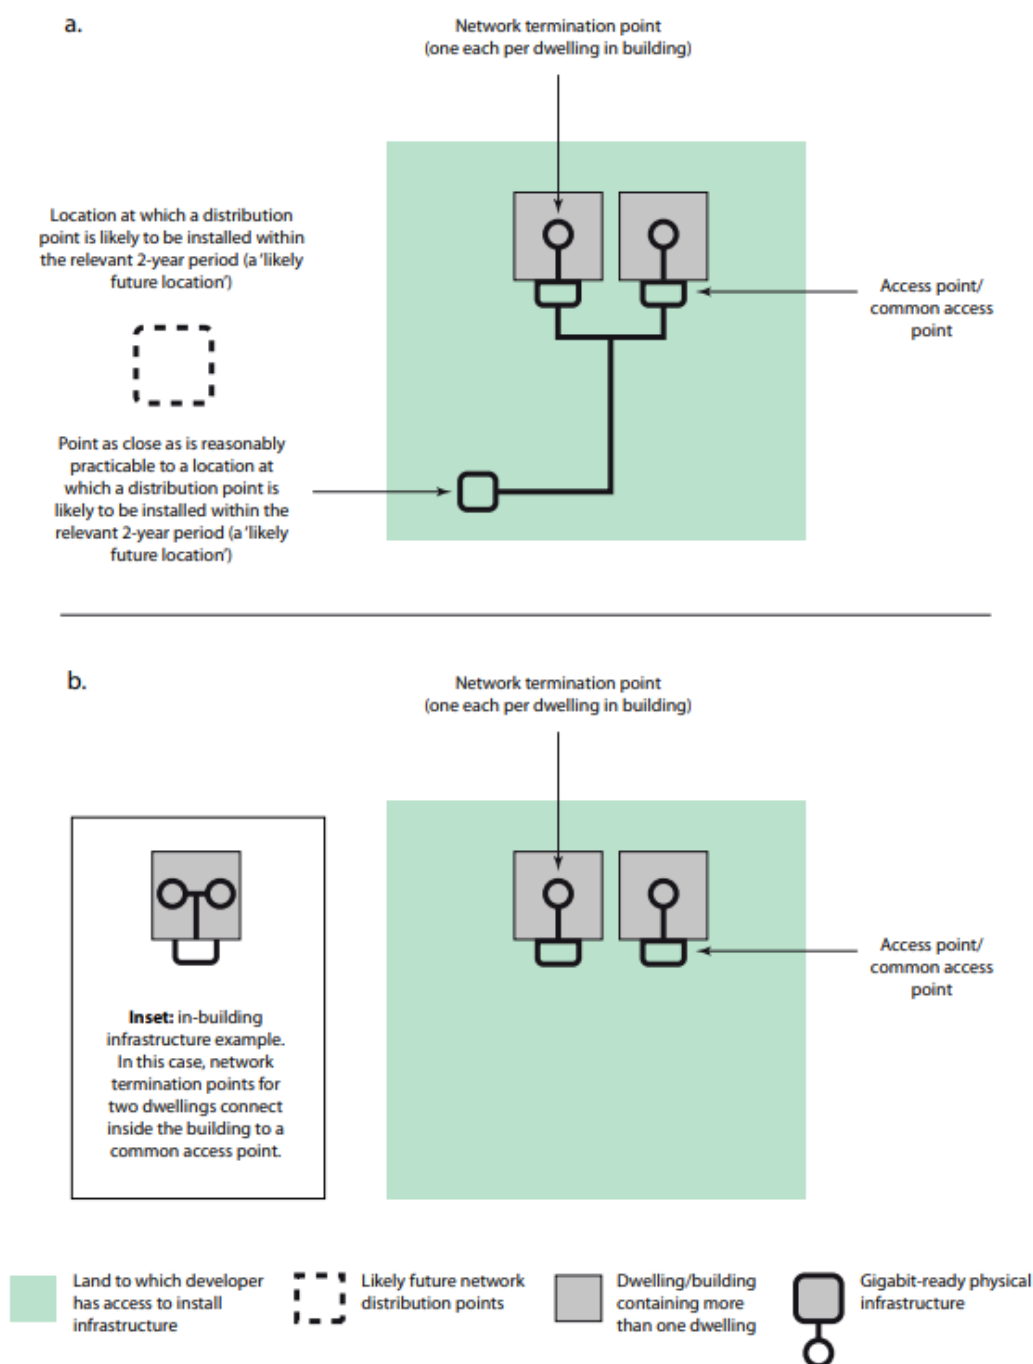 a.
Network termination point
(one each per dwelling in building)
Location at which a distribution
point is likely to be installed within
the relevant 2-year period (a ‘likely
future location’)
Access point/
common access
point
Point as close as is reasonably
practicable to a location at
which a distribution point is
likely to be installed within the
relevant 2-year period (a ‘likely
future location’)
b.
Network termination point
(one each per dwelling in building)
Access point/
common access
point
Inset: in-building
infrastructure example.
In this case, network
termination points for
two dwellings connect
inside the building to a
common access point.
Land to which developer
has access to install
infrastructure
Likely future network
distribution points
Dwelling/building
containing more
than one dwelling
Gigabit-ready physical
infrastructure